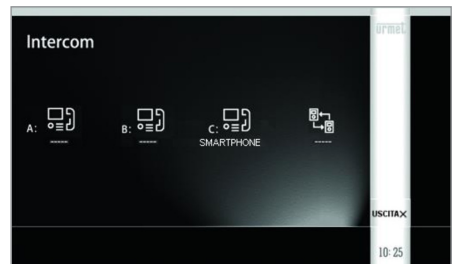 Intercom
urmet
A:
-----
B:
-----
C:
SMARTPHONE
-----
USCITA X
10:25